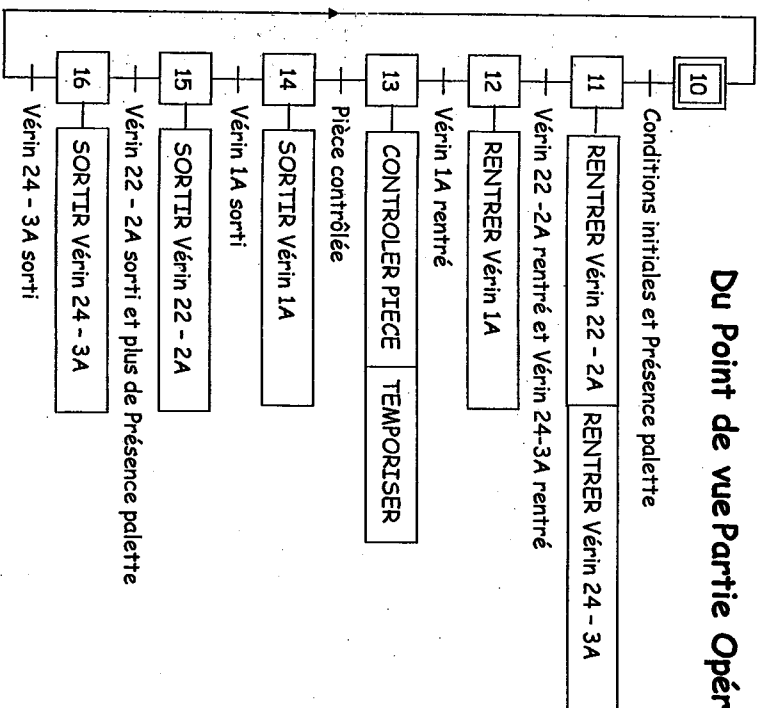 Du Point de vue Partie Opér
10
Conditions initiales et Présence palette
11 RENTRER Vérin 22 - 2A RENTRER Vérin 24 - 3A
Vérin 22 -2A rentré et Vérin 24-3A rentré
12 RENTRER Vérin 1A
Vérin 1A rentré
13 CONTROLER PIECE TEMPORISER
Pièce contrôlée
14 SORTIR Vérin 1A
Vérin 1A sorti
15 SORTIR Vérin 22 - 2A
Vérin 22 - 2A sorti et plus de Présence palette
16 SORTIR Vérin 24 - 3A
Vérin 24 - 3A sorti